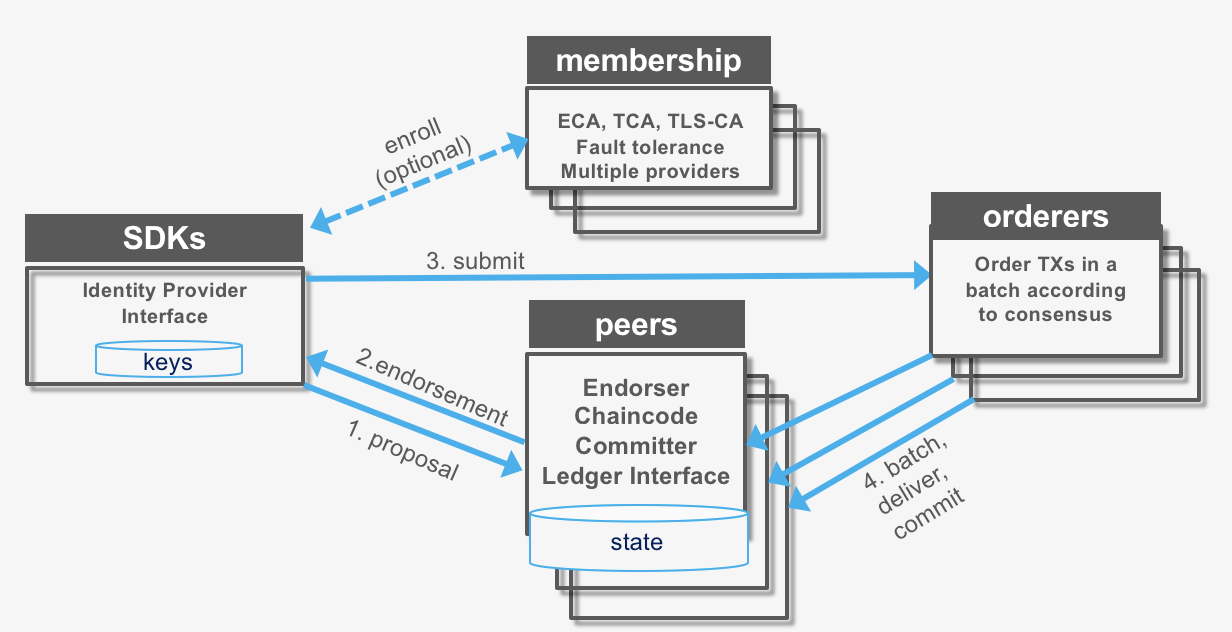 membership
ECA, TCA, TLS-CA
Fault tolerance
Multiple providers
enroll
(optional)
SDKs
Identity Provider
Interface
keys
3. submit
orderers
Order TXs in a
batch according
to consensus
peers
Endorser
Chaincode
Committer
Ledger Interface
state
2.endorsement
1. proposal
4. batch,
deliver,
commit